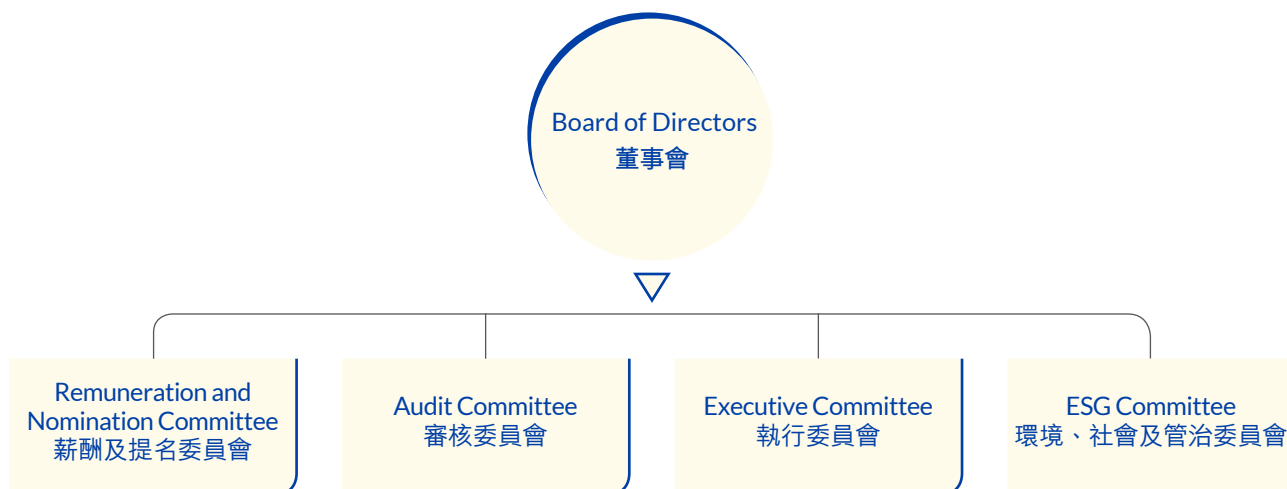 Board of Directors
董事會
Remuneration and
Nomination Committee
薪酬及提名委員會
Audit Committee
審核委員會
Executive Committee
執行委員會
ESG Committee
環境、社會及管治委員會